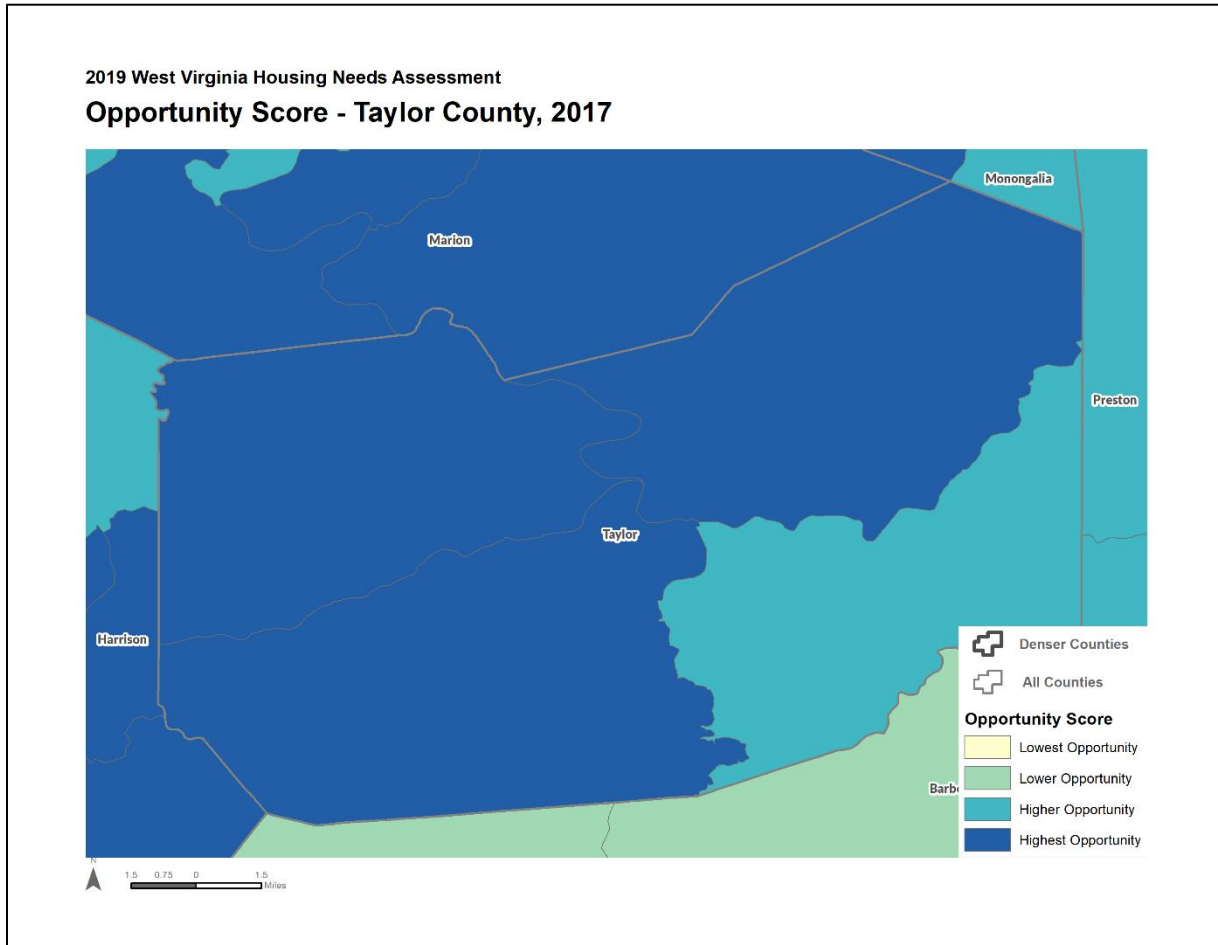 2019 West Virginia Housing Needs Assessment
Opportunity Score - Taylor County, 2017
Monongalia
Marion
Preston
Taylor
Harrison
Denser Counties
All Counties
Opportunity Score
Lowest Opportunity
Lower Opportunity
Barb
Higher Opportunity
Highest Opportunity
N
1.5 0.75 0 1.5
Miles